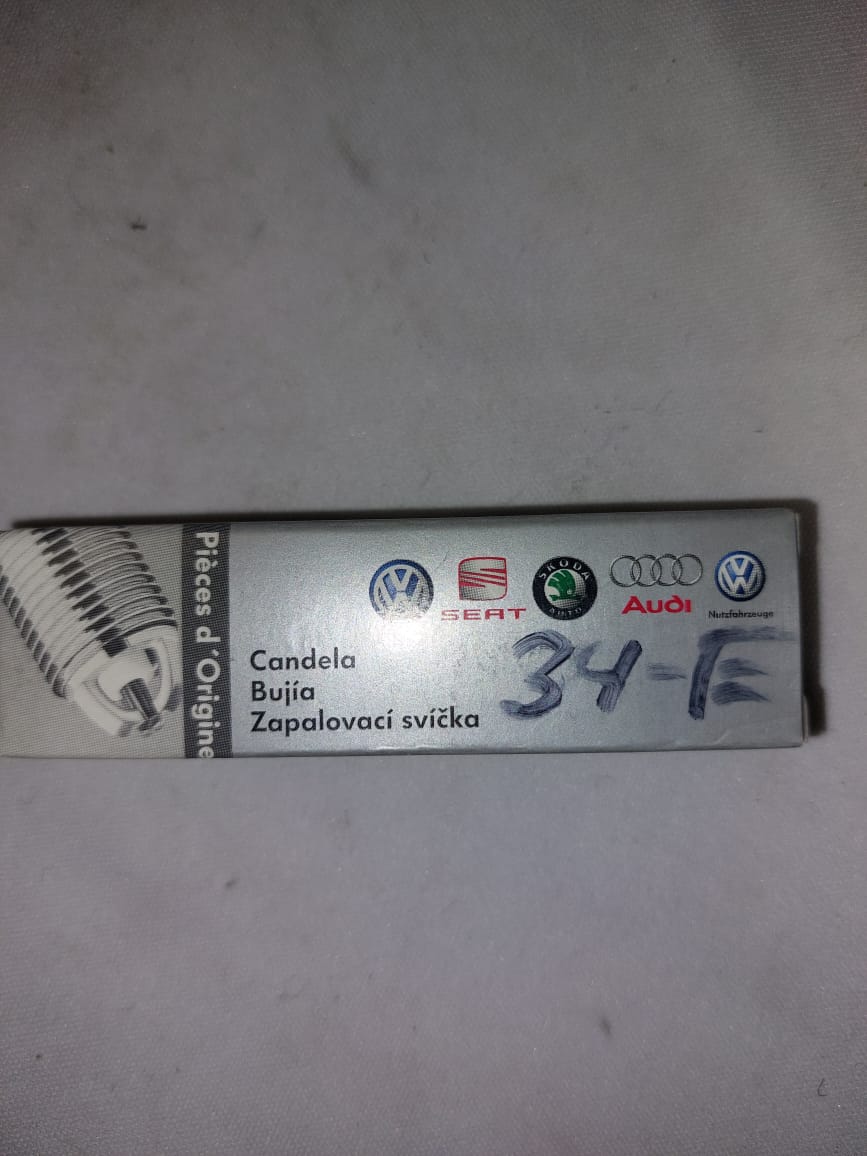 Pièces d'Origine
SEAT
ŠKODA
AUTO
Audi
Nutzfahrzeuge
Candela
Bujía
Zapalovací svíčka
34-E